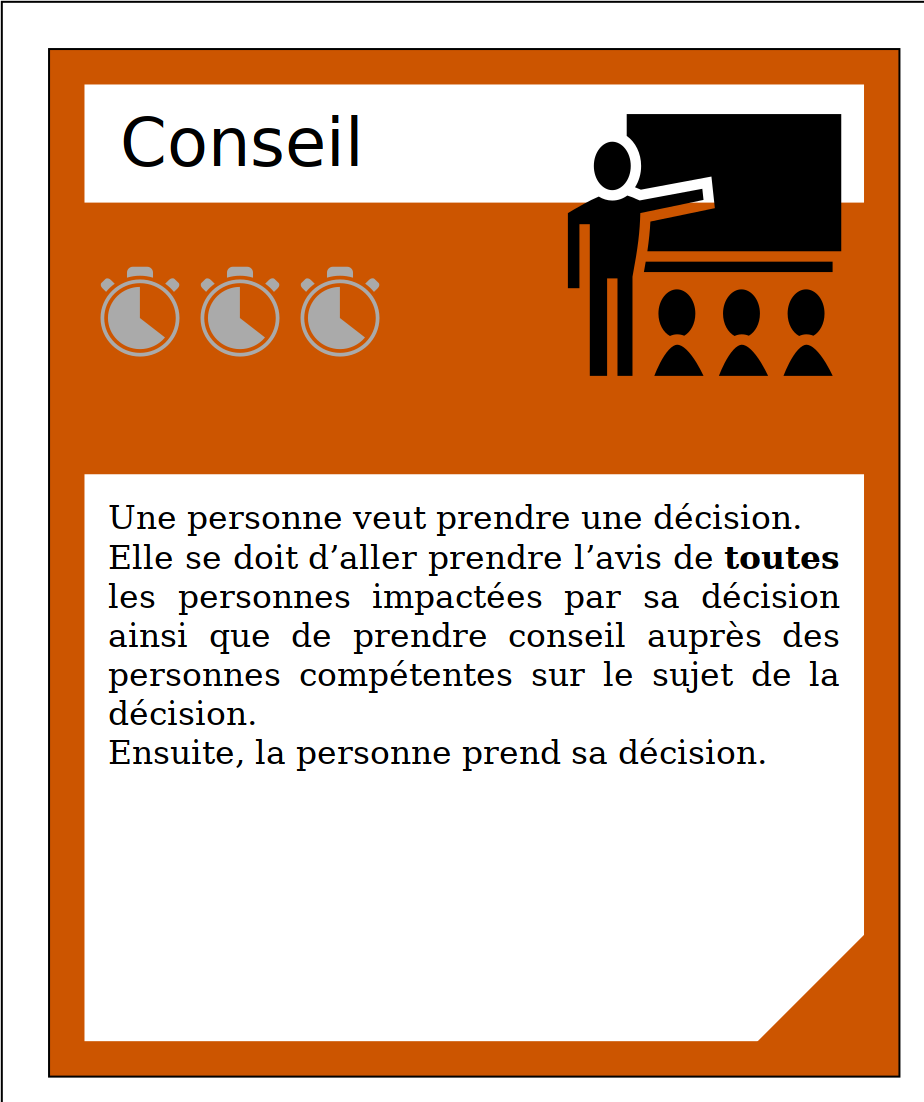 Conseil
Une personne veut prendre une décision.
Elle se doit d’aller prendre l’avis de toutes
les personnes impactées par sa décision
ainsi que de prendre conseil auprès des
personnes compétentes sur le sujet de la
décision.
Ensuite, la personne prend sa décision.